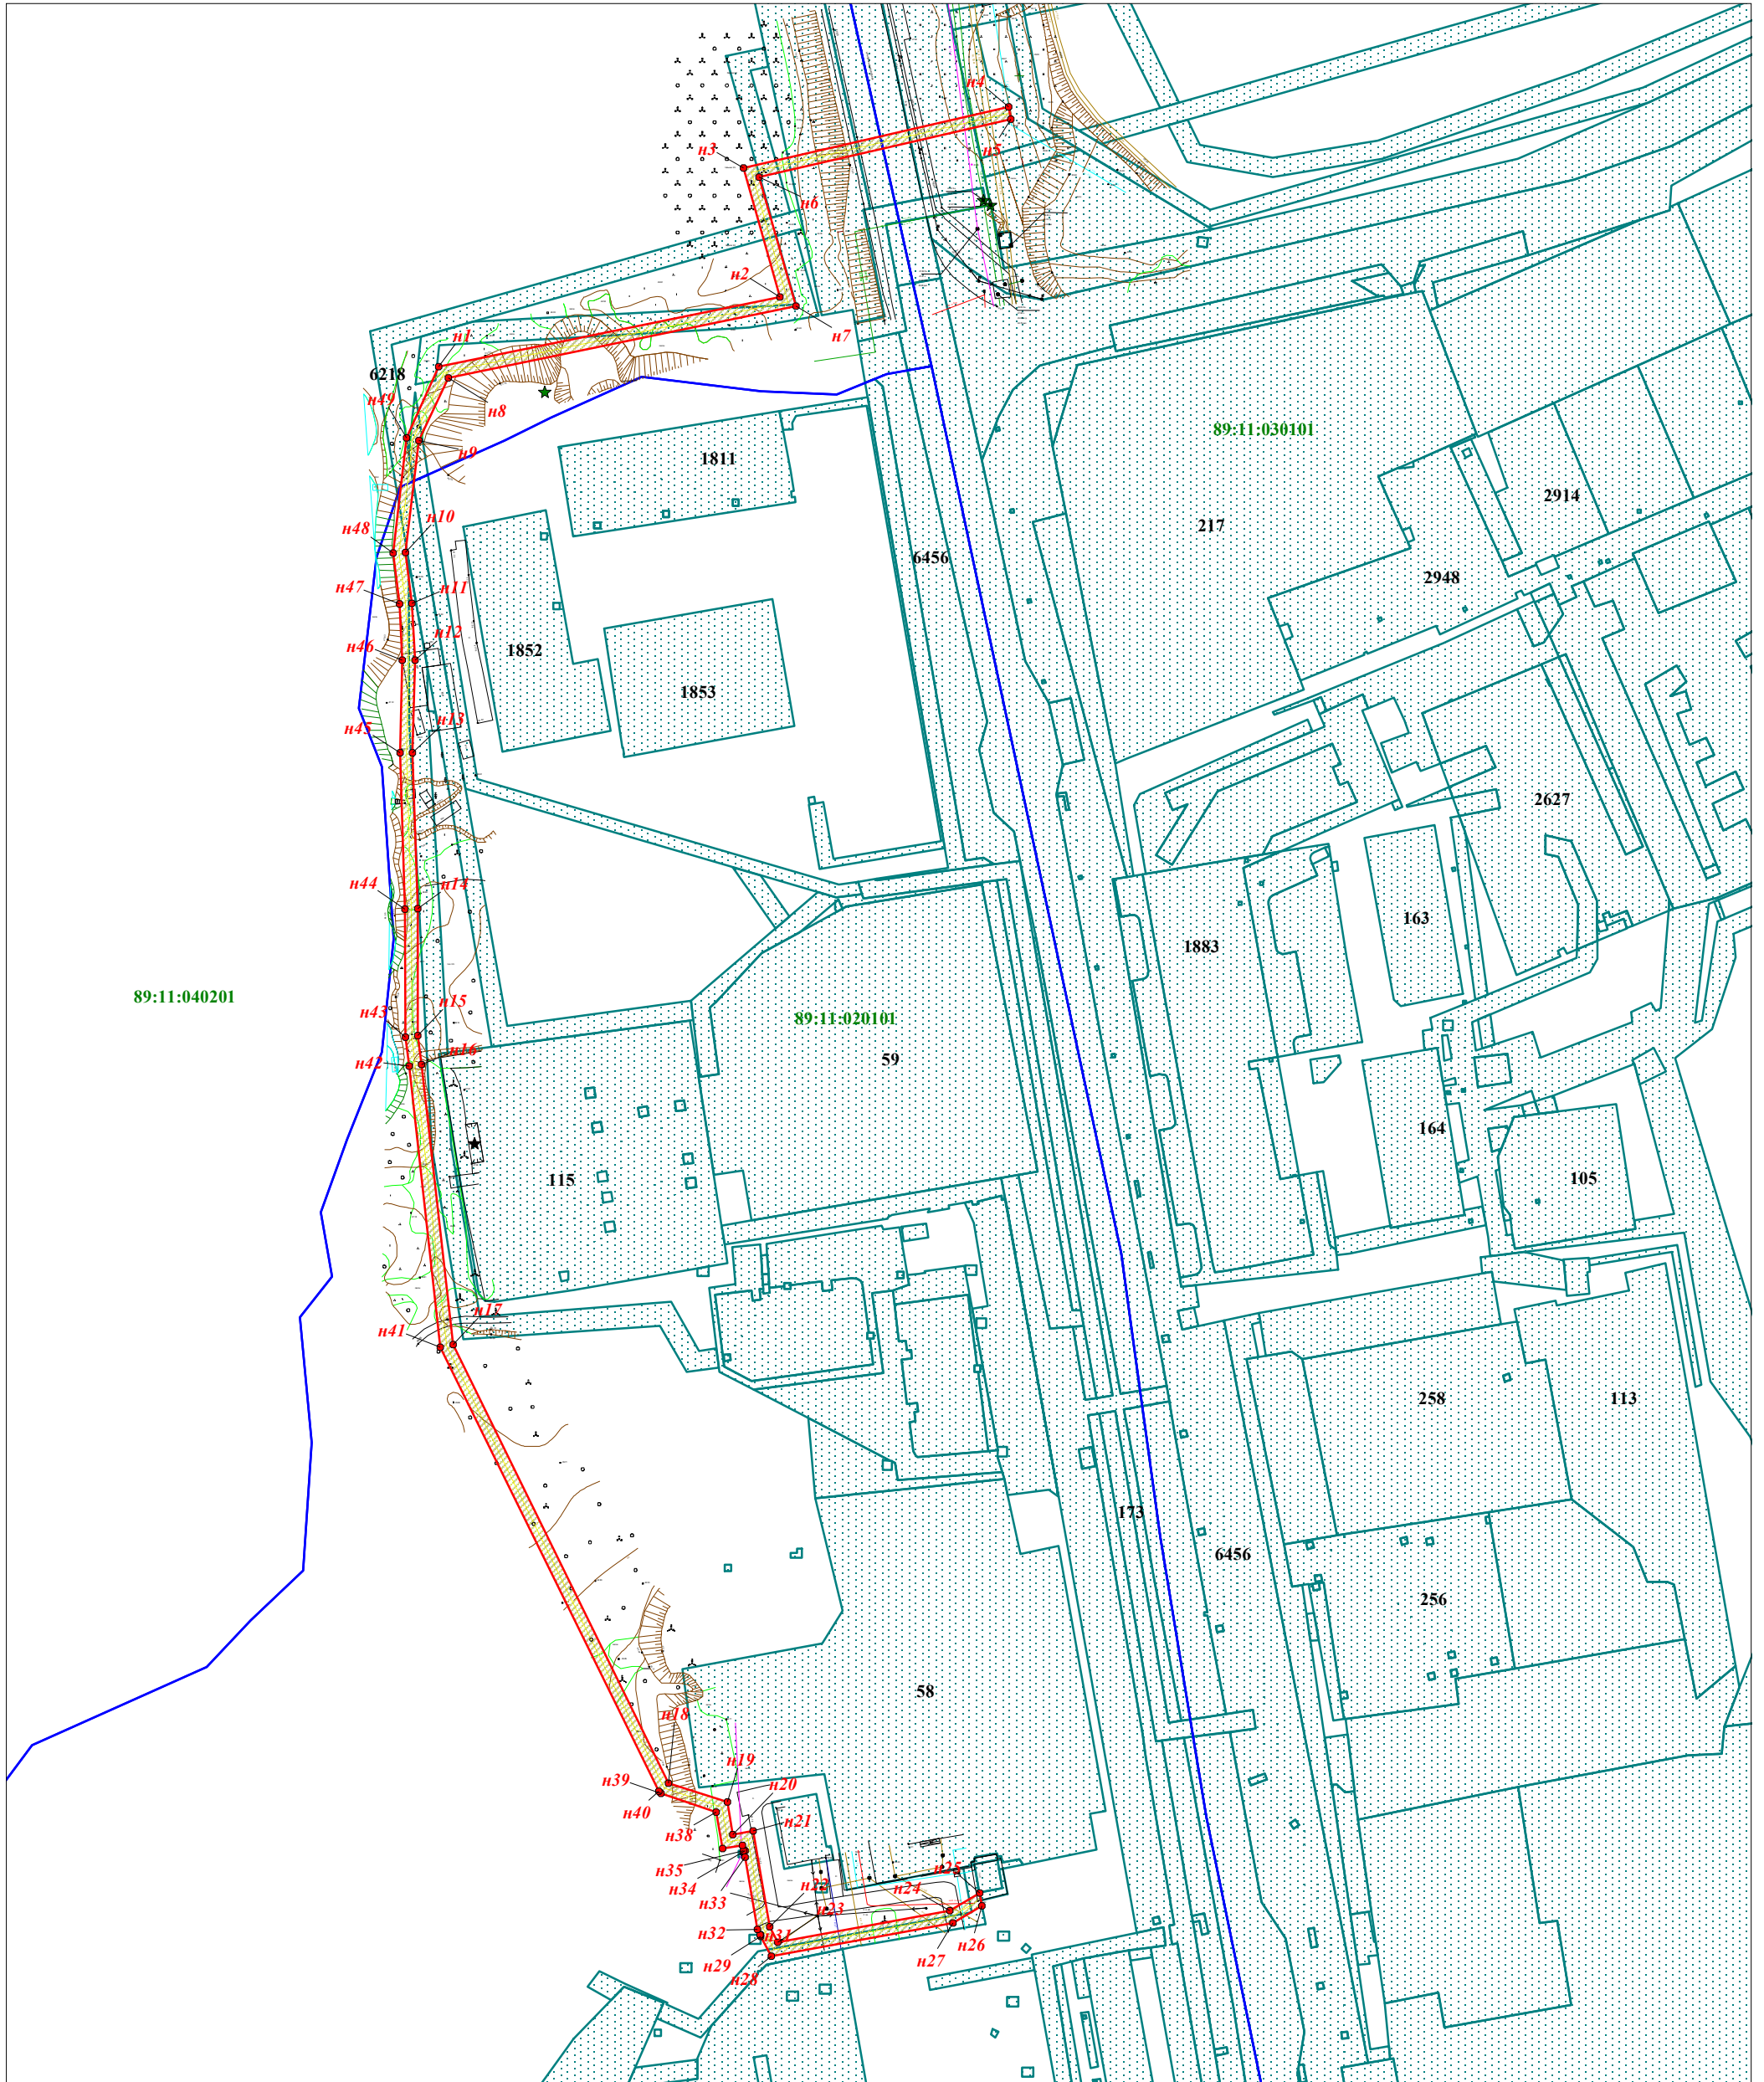 н4
н3
н5
н6
н2
н7
н1
6218
н49
н8
89:11:030101
н9
1811
2914
н10
н48
217
6456
2948
н47
н11
н12
н46
1852
1853
н13
н45
2627
н44
н14
163
1883
89:11:040201
н15
н43
89:11:020101
н16
59
н42
164
115
105
н17
н41
258
113
173
6456
256
58
н18
н19
н39
н20
н40
н21
н38
н35
н25
н34
н22
н24
н33
н23
н32
н31
н26
н29
н27
н28